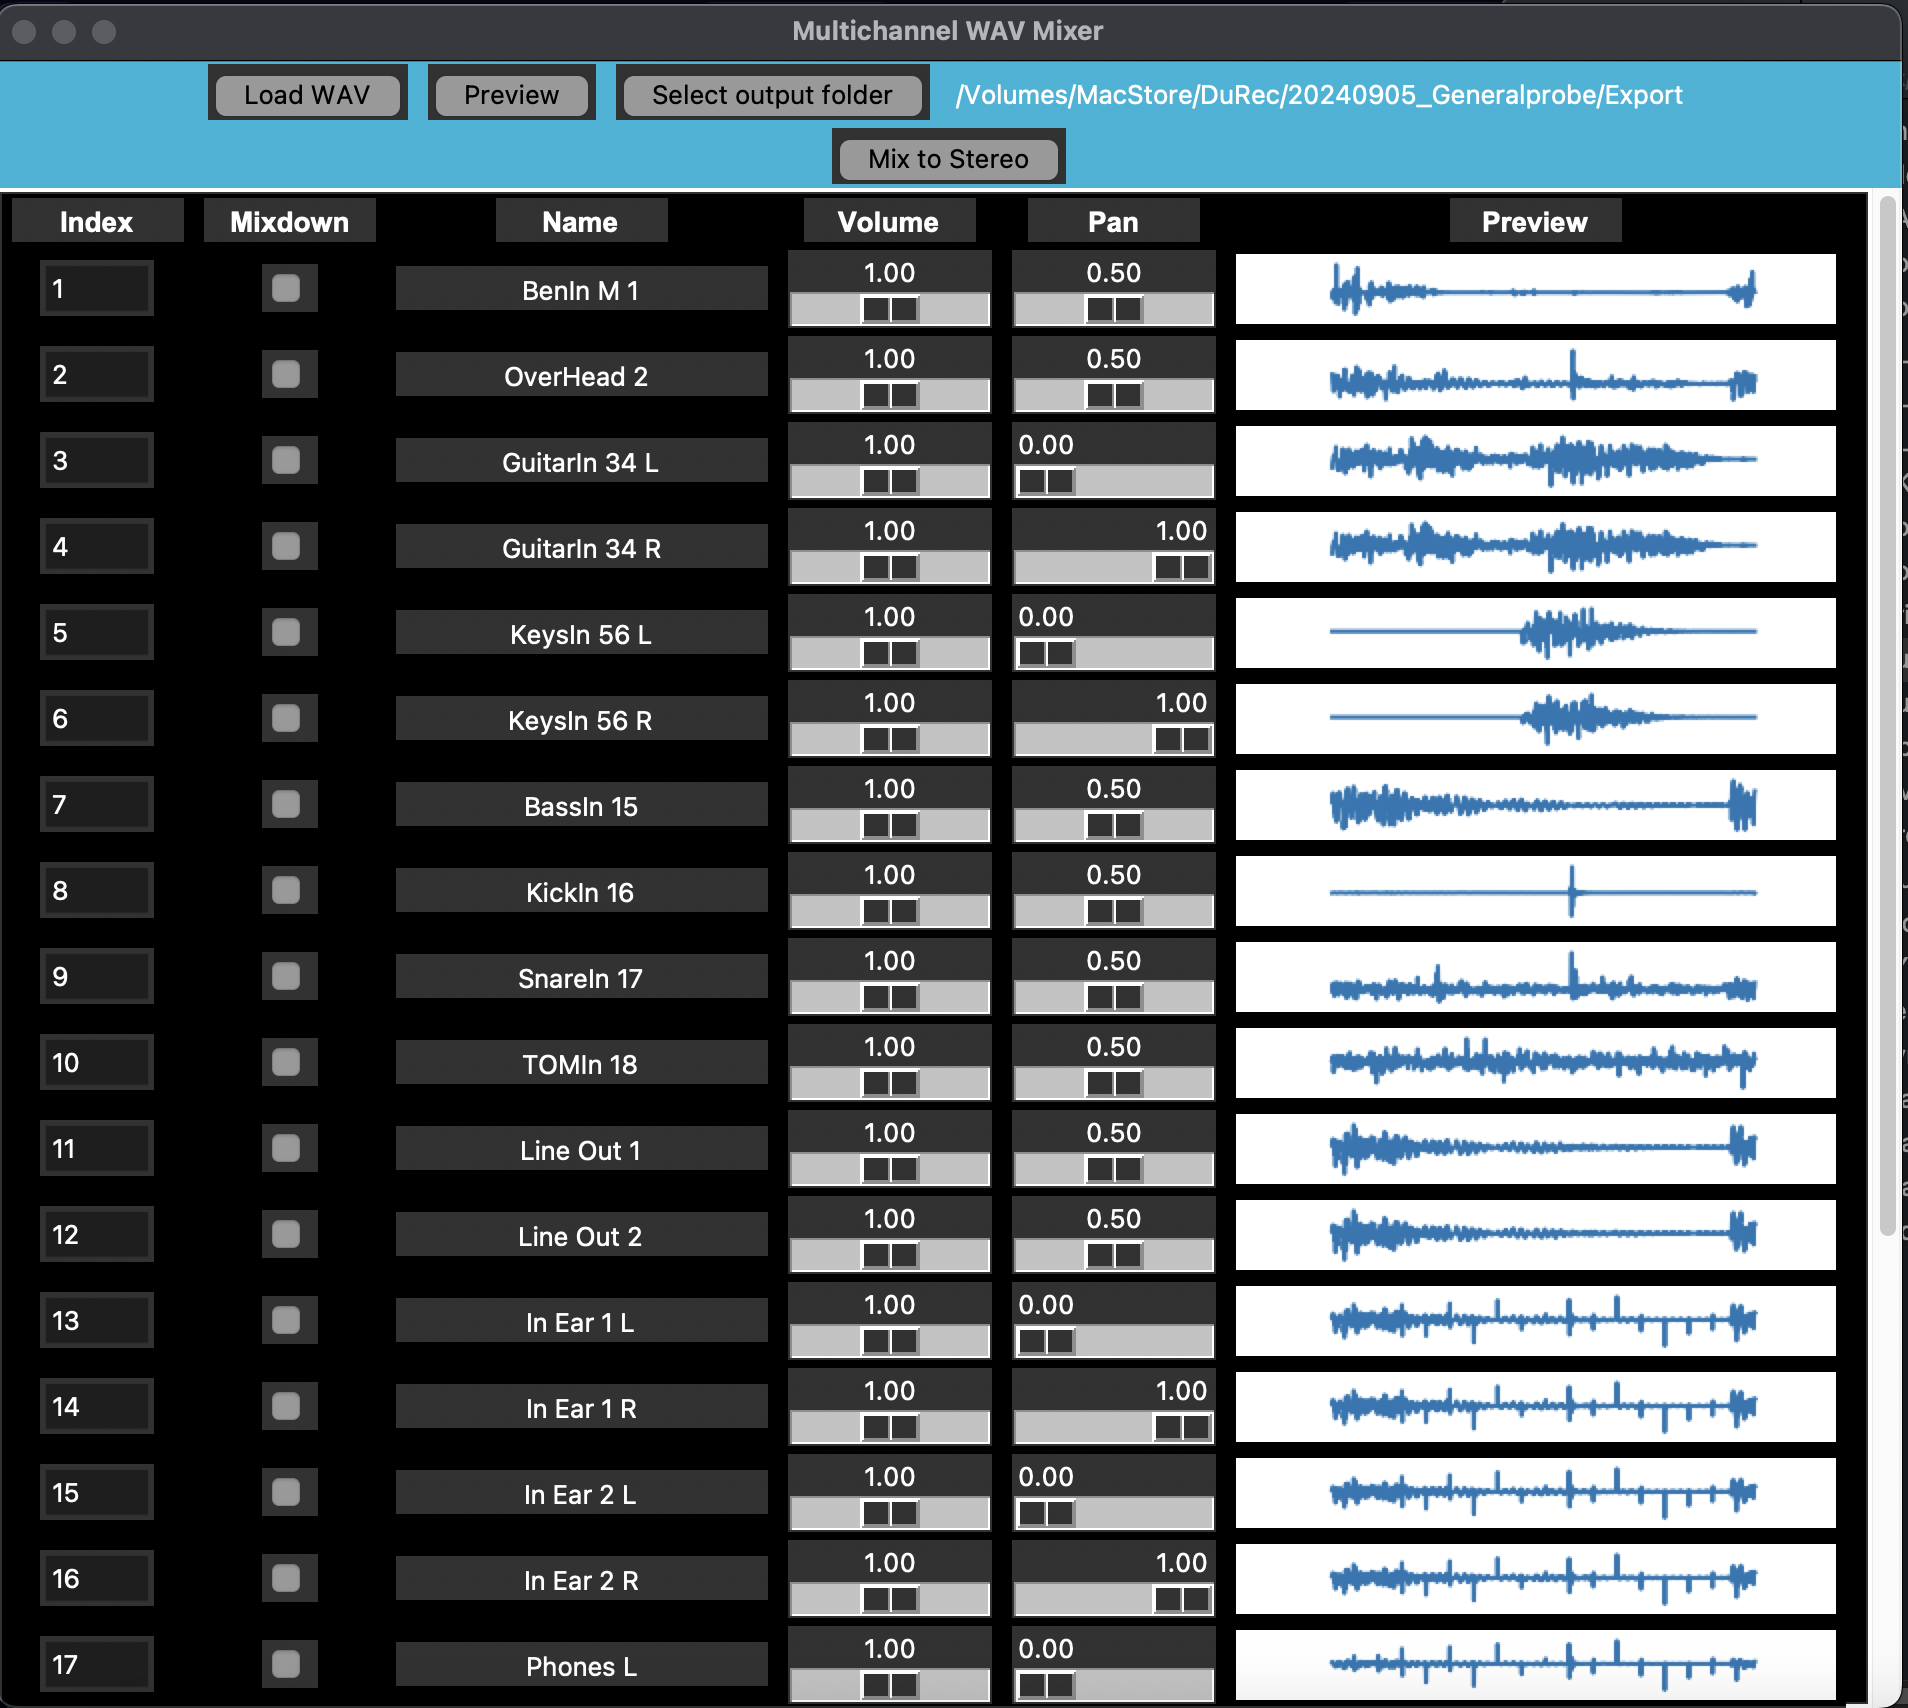 Multichannel WAV Mixer
Load WAV Preview Select output folder /Volumes/MacStore/DuRec/20240905_Generalprobe/Export
Mix to Stereo
Index Mixdown Name Volume Pan Preview
1 BenIn M 1 1.00 0.50
2 OverHead 2 1.00 0.50
3 GuitarIn 34 L 1.00 0.00
4 GuitarIn 34 R 1.00 1.00
5 KeysIn 56 L 1.00 0.00
6 KeysIn 56 R 1.00 1.00
7 BassIn 15 1.00 0.50
8 KickIn 16 1.00 0.50
9 SnareIn 17 1.00 0.50
10 TOMIn 18 1.00 0.50
11 Line Out 1 1.00 0.50
12 Line Out 2 1.00 0.50
13 In Ear 1 L 1.00 0.00
14 In Ear 1 R 1.00 1.00
15 In Ear 2 L 1.00 0.00
16 In Ear 2 R 1.00 1.00
17 Phones L 1.00 0.00